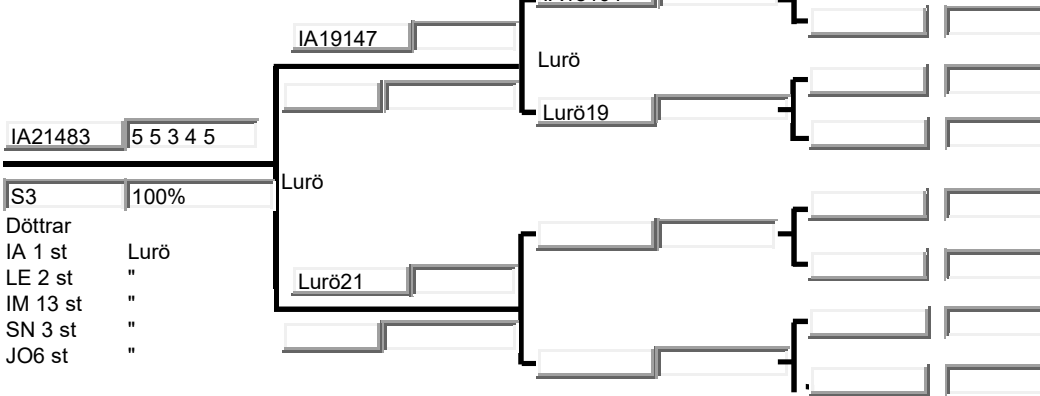 IA19147
Lurö
Lurö19
IA21483 5 5 3 4 5
Lurö
S3 100%
Döttrar
IA 1 st Lurö
LE 2 st "
IM 13 st "
SN 3 st "
JO6 st "
Lurö21